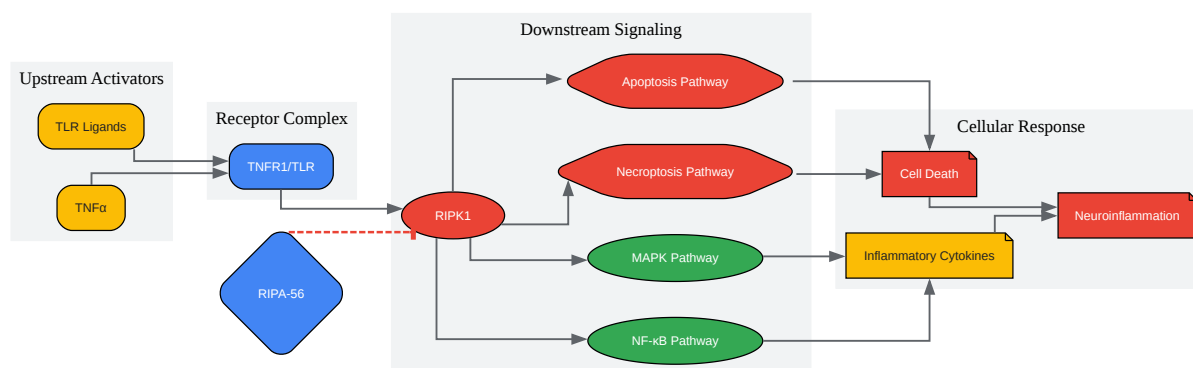 Upstream Activators
TLR Ligands
TNFα
Receptor Complex
TNFR1/TLR
RIPA-56
Downstream Signaling
RIPK1
Apoptosis Pathway
Necroptosis Pathway
MAPK Pathway
NF-κB Pathway
Cellular Response
Cell Death
Inflammatory Cytokines
Neuroinflammation